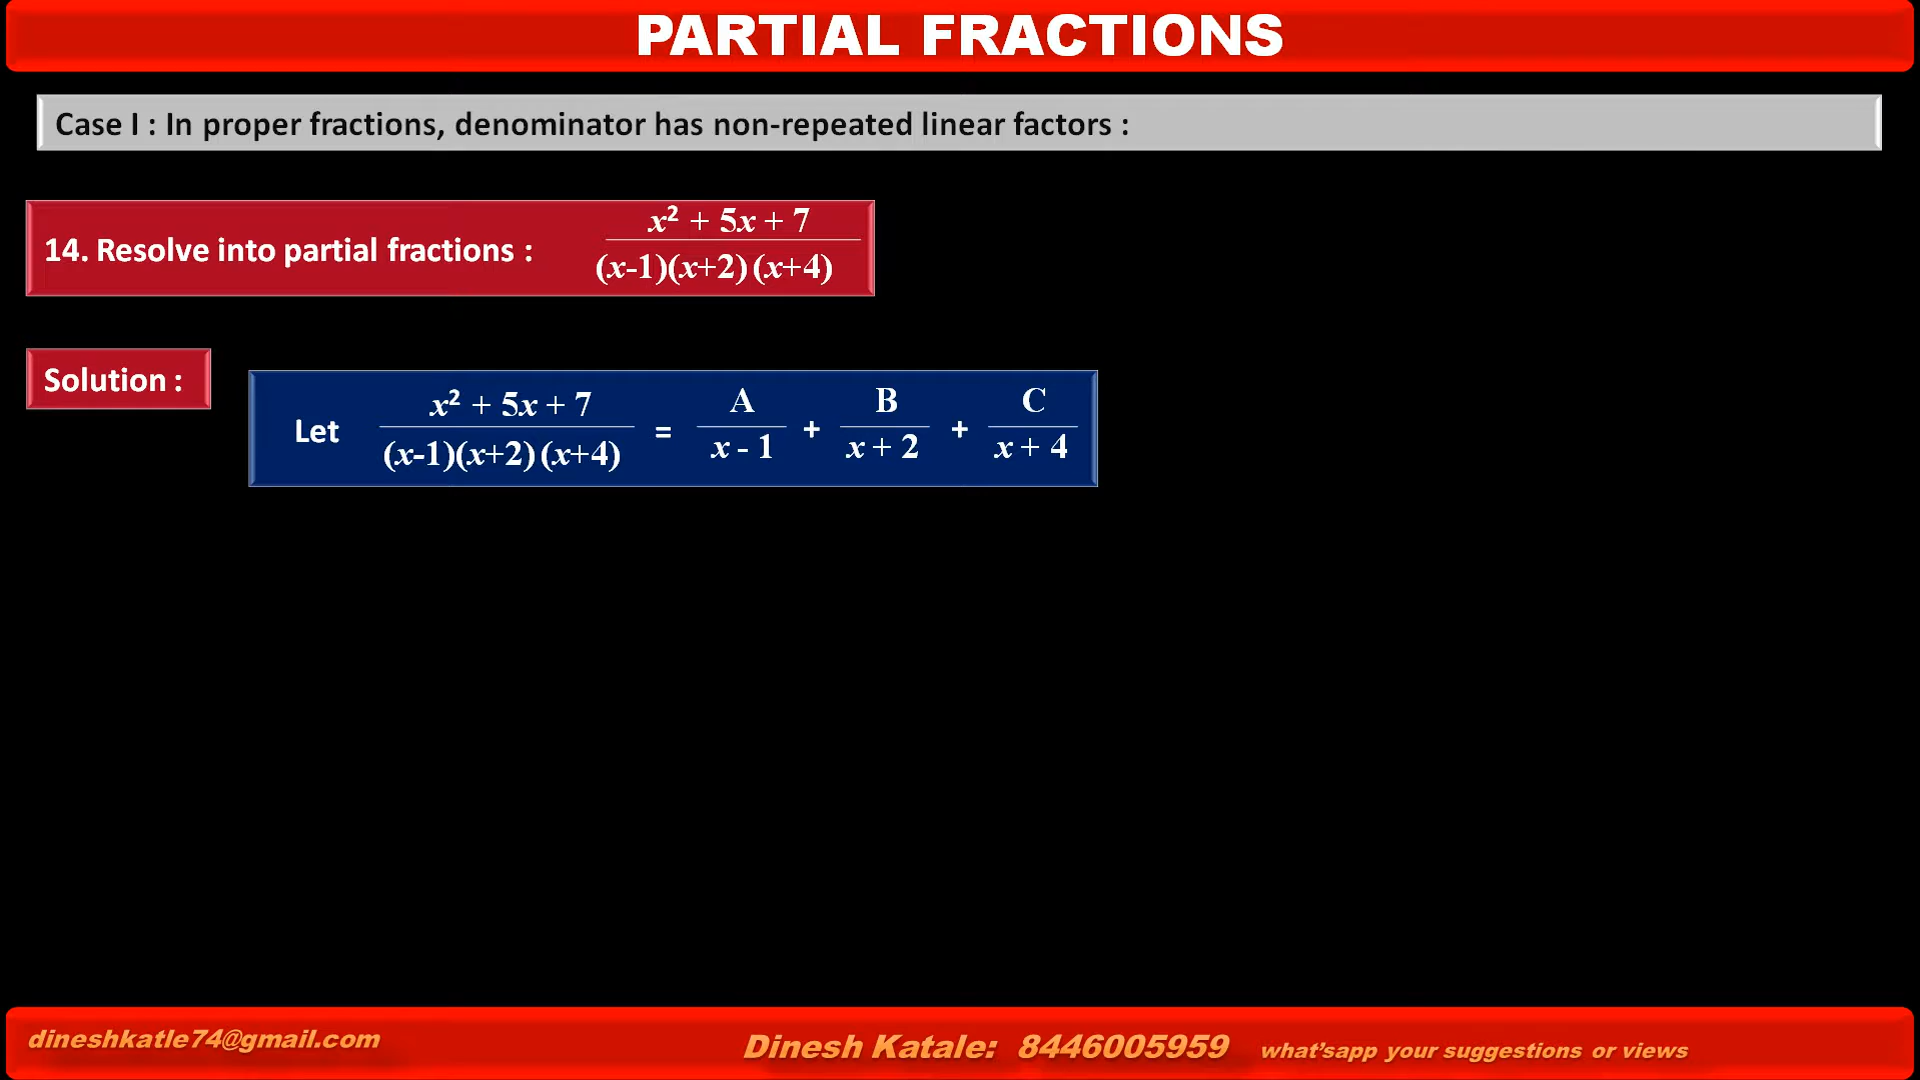 PARTIAL FRACTIONS
Case I : In proper fractions, denominator has non-repeated linear factors :
14. Resolve into partial fractions :
x² + 5x + 7
(x-1)(x+2) (x+4)
Solution :
Let
x² + 5x + 7
(x-1)(x+2) (x+4)
=
A
x - 1
+
B
x + 2
+
C
x + 4
dineshkatle74@gmail.com
Dinesh Katale: 8446005959 what’sapp your suggestions or views